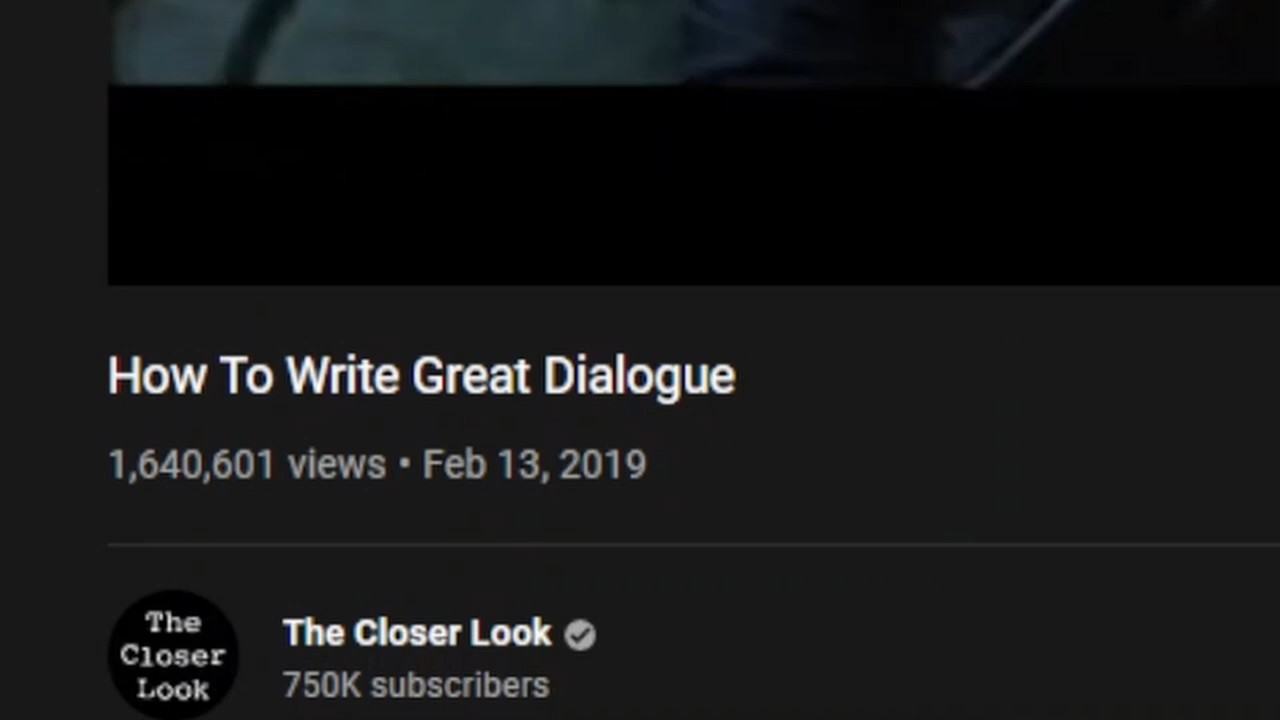 How To Write Great Dialogue
1,640,601 views • Feb 13, 2019
The
Closer
Look
The Closer Look
750K subscribers